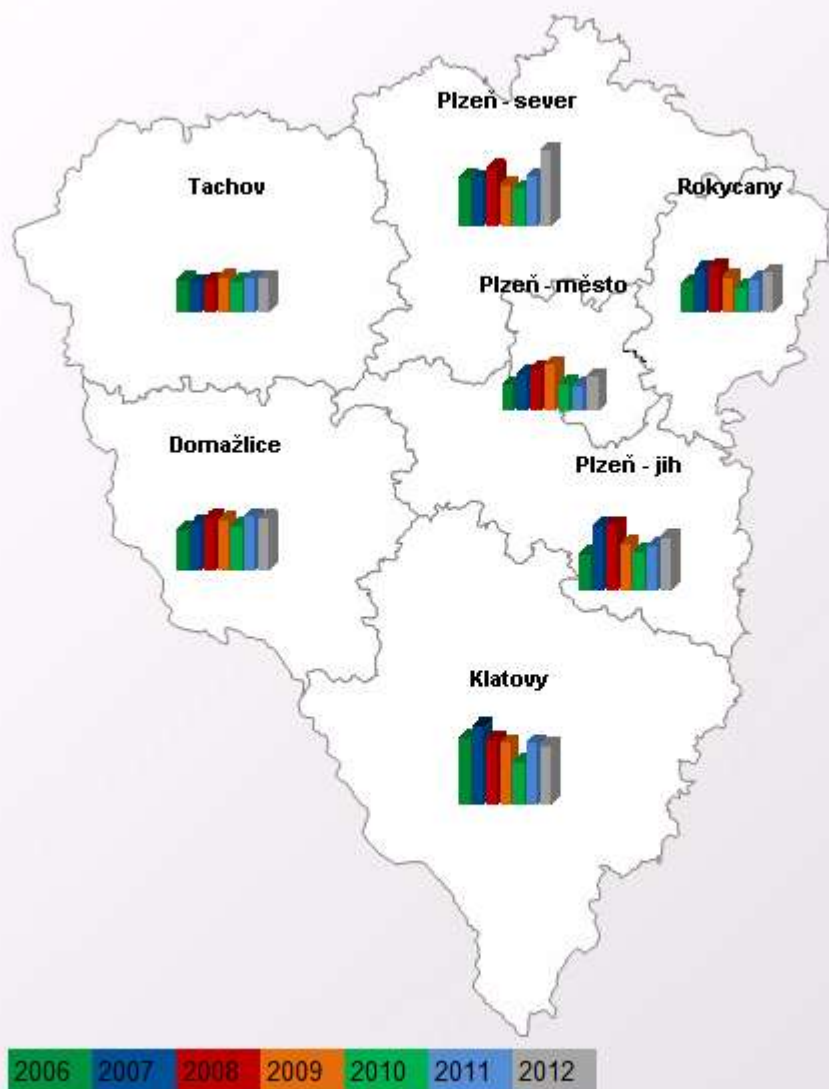 Plzeň - sever
Tachov
Rokycany
Plzeň - město
Domažlice
Plzeň - jih
Klatovy
2006 2007 2008 2009 2010 2011 2012